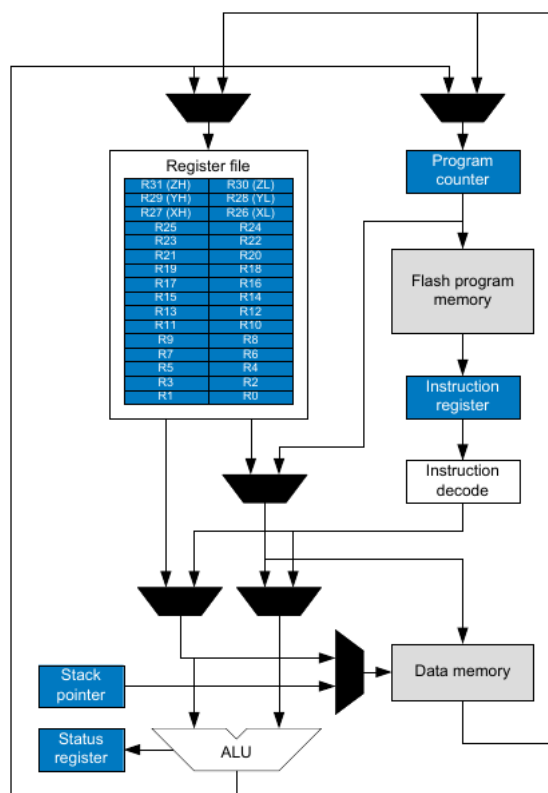 Register file
R31 (ZH) R30 (ZL)
R29 (YH) R28 (YL)
R27 (XH) R26 (XL)
R25 R24
R23 R22
R21 R20
R19 R18
R17 R16
R15 R14
R13 R12
R11 R10
R9 R8
R7 R6
R5 R4
R3 R2
R1 R0
Program
counter
Flash program
memory
Instruction
register
Instruction
decode
Stack
pointer
Data memory
Status
register
ALU